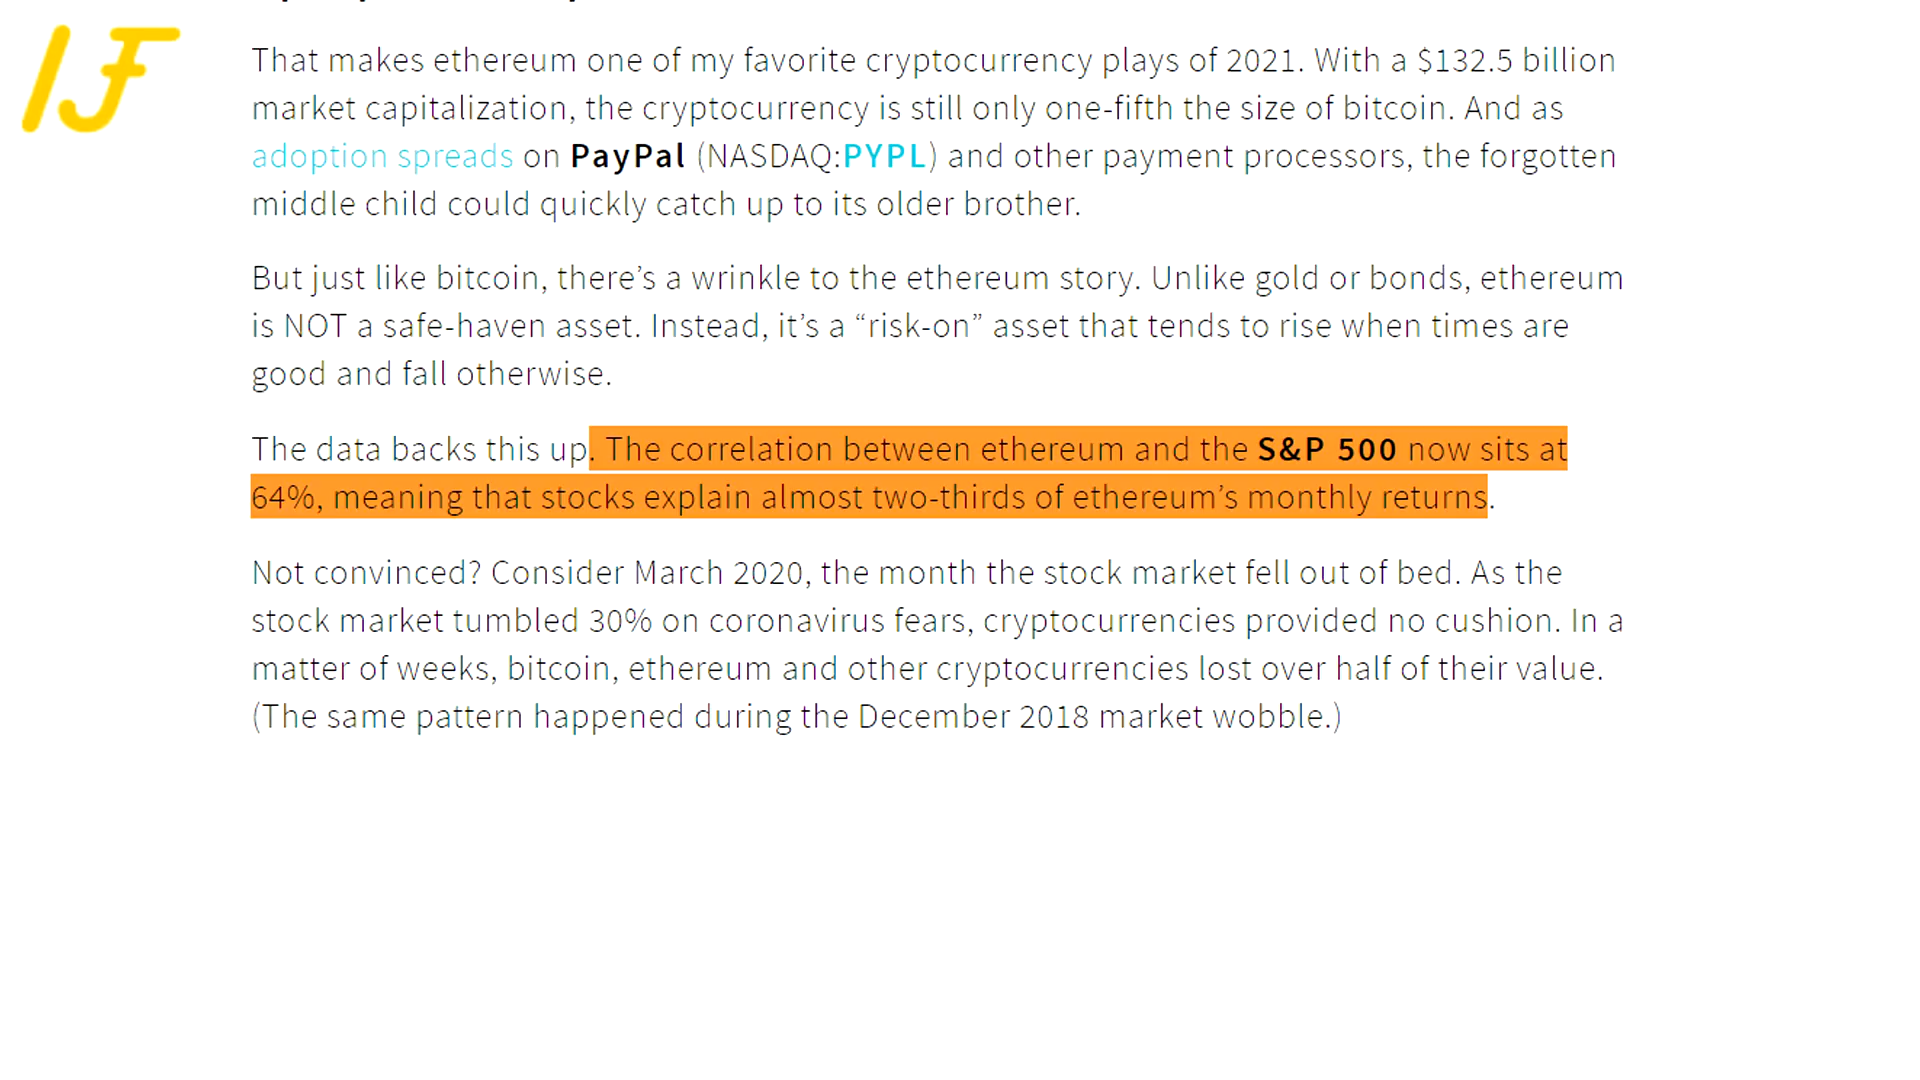 IF
That makes ethereum one of my favorite cryptocurrency plays of 2021. With a $132.5 billion
market capitalization, the cryptocurrency is still only one-fifth the size of bitcoin. And as
adoption spreads on PayPal (NASDAQ:PYPL) and other payment processors, the forgotten
middle child could quickly catch up to its older brother.
But just like bitcoin, there’s a wrinkle to the ethereum story. Unlike gold or bonds, ethereum
is NOT a safe-haven asset. Instead, it’s a “risk-on” asset that tends to rise when times are
good and fall otherwise.
The data backs this up. The correlation between ethereum and the S&P 500 now sits at
64%, meaning that stocks explain almost two-thirds of ethereum’s monthly returns.
Not convinced? Consider March 2020, the month the stock market fell out of bed. As the
stock market tumbled 30% on coronavirus fears, cryptocurrencies provided no cushion. In a
matter of weeks, bitcoin, ethereum and other cryptocurrencies lost over half of their value.
(The same pattern happened during the December 2018 market wobble.)